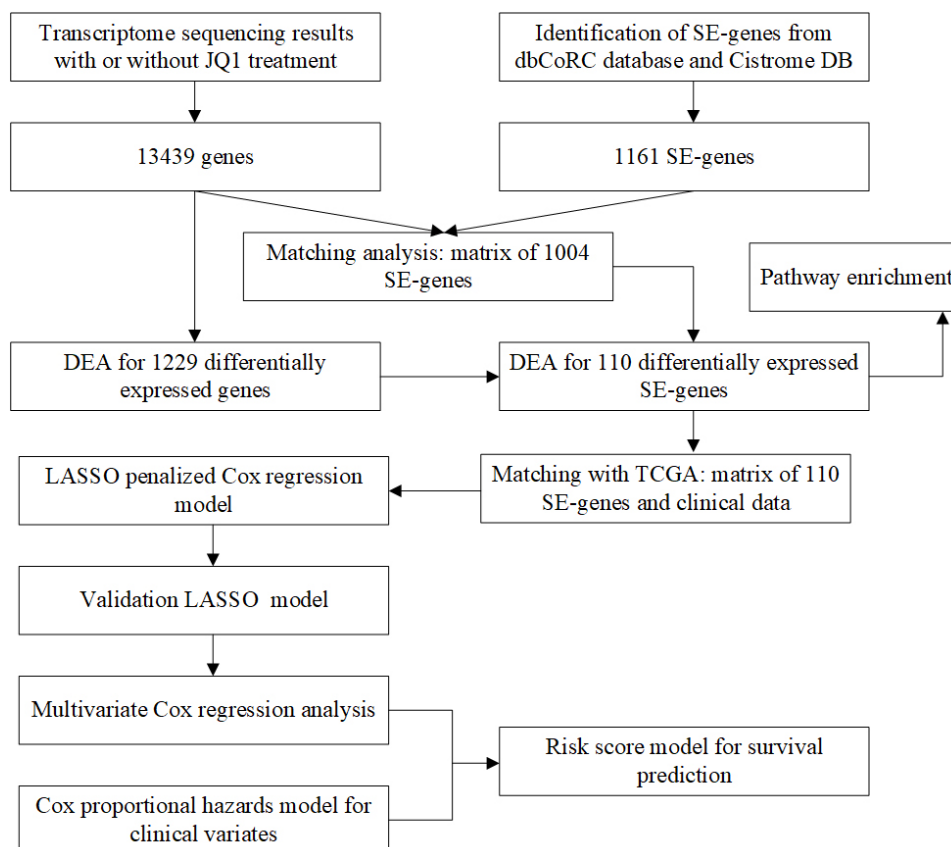 Transcriptome sequencing results
with or without JQ1 treatment
Identification of SE-genes from
dbCoRC database and Cistrome DB
13439 genes
1161 SE-genes
Matching analysis: matrix of 1004
SE-genes
Pathway enrichment
DEA for 1229 differentially
expressed genes
DEA for 110 differentially expressed
SE-genes
LASSO penalized Cox regression
model
Matching with TCGA: matrix of 110
SE-genes and clinical data
Validation LASSO model
Multivariate Cox regression analysis
Risk score model for survival
prediction
Cox proportional hazards model for
clinical variates